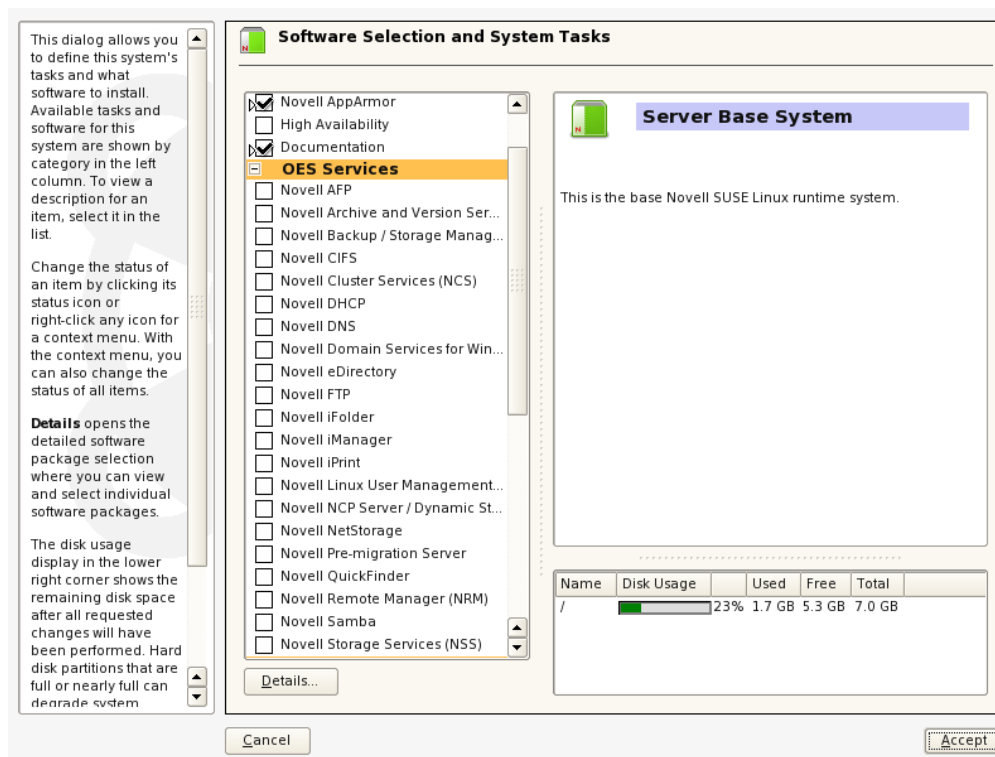 This dialog allows you
to define this system's
tasks and what
software to install.
Available tasks and
software for this
system are shown by
category in the left
column. To view a
description for an
item, select it in the
list.
Change the status of
an item by clicking its
status icon or
right-click any icon for
a context menu. With
the context menu, you
can also change the
status of all items.
Details opens the
detailed software
package selection
where you can view
and select individual
software packages.
The disk usage
display in the lower
right corner shows the
remaining disk space
after all requested
changes will have
been performed. Hard
disk partitions that are
full or nearly full can
degrade system
Software Selection and System Tasks
Novell AppArmor
High Availability
Documentation
OES Services
Novell AFP
Novell Archive and Version Ser...
Novell Backup / Storage Manag...
Novell CIFS
Novell Cluster Services (NCS)
Novell DHCP
Novell DNS
Novell Domain Services for Win...
Novell eDirectory
Novell FTP
Novell iFolder
Novell iManager
Novell iPrint
Novell Linux User Management...
Novell NCP Server / Dynamic St...
Novell NetStorage
Novell Pre-migration Server
Novell QuickFinder
Novell Remote Manager (NRM)
Novell Samba
Novell Storage Services (NSS)
Details...
Server Base System
This is the base Novell SUSE Linux runtime system.
Name Disk Usage Used Free Total
/ 23% 1.7 GB 5.3 GB 7.0 GB
Cancel
Accept